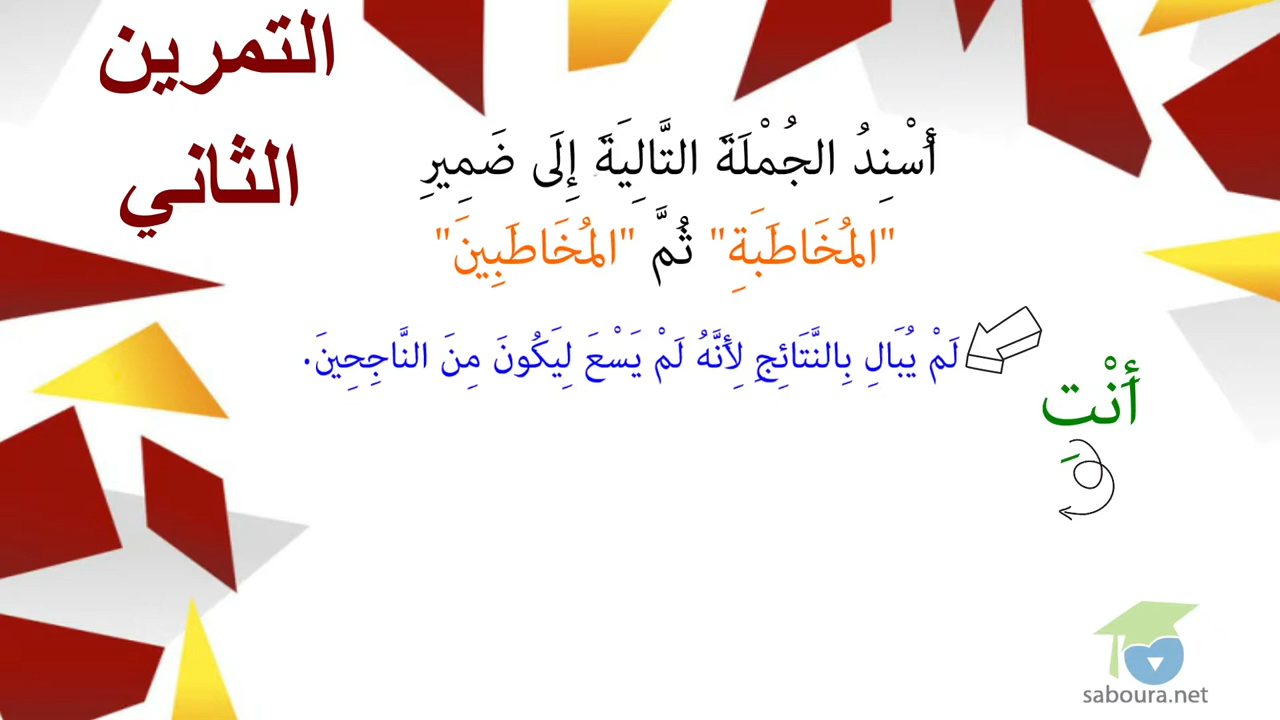 التمرين
الثاني
أُسْنِدُ الجُمْلَةَ التَّالِيَةَ إِلَى ضَمِيرِ
"المُخَاطَبَةِ" ثُمَّ "المُخَاطَبِينَ"
لَمْ يُبَالِ بِالنَّتَائِجِ لِأَنَّهُ لَمْ يَسْعَ لِيَكُونَ مِنَ النَّاجِحِينَ.
أَنْتِ
saboura.net